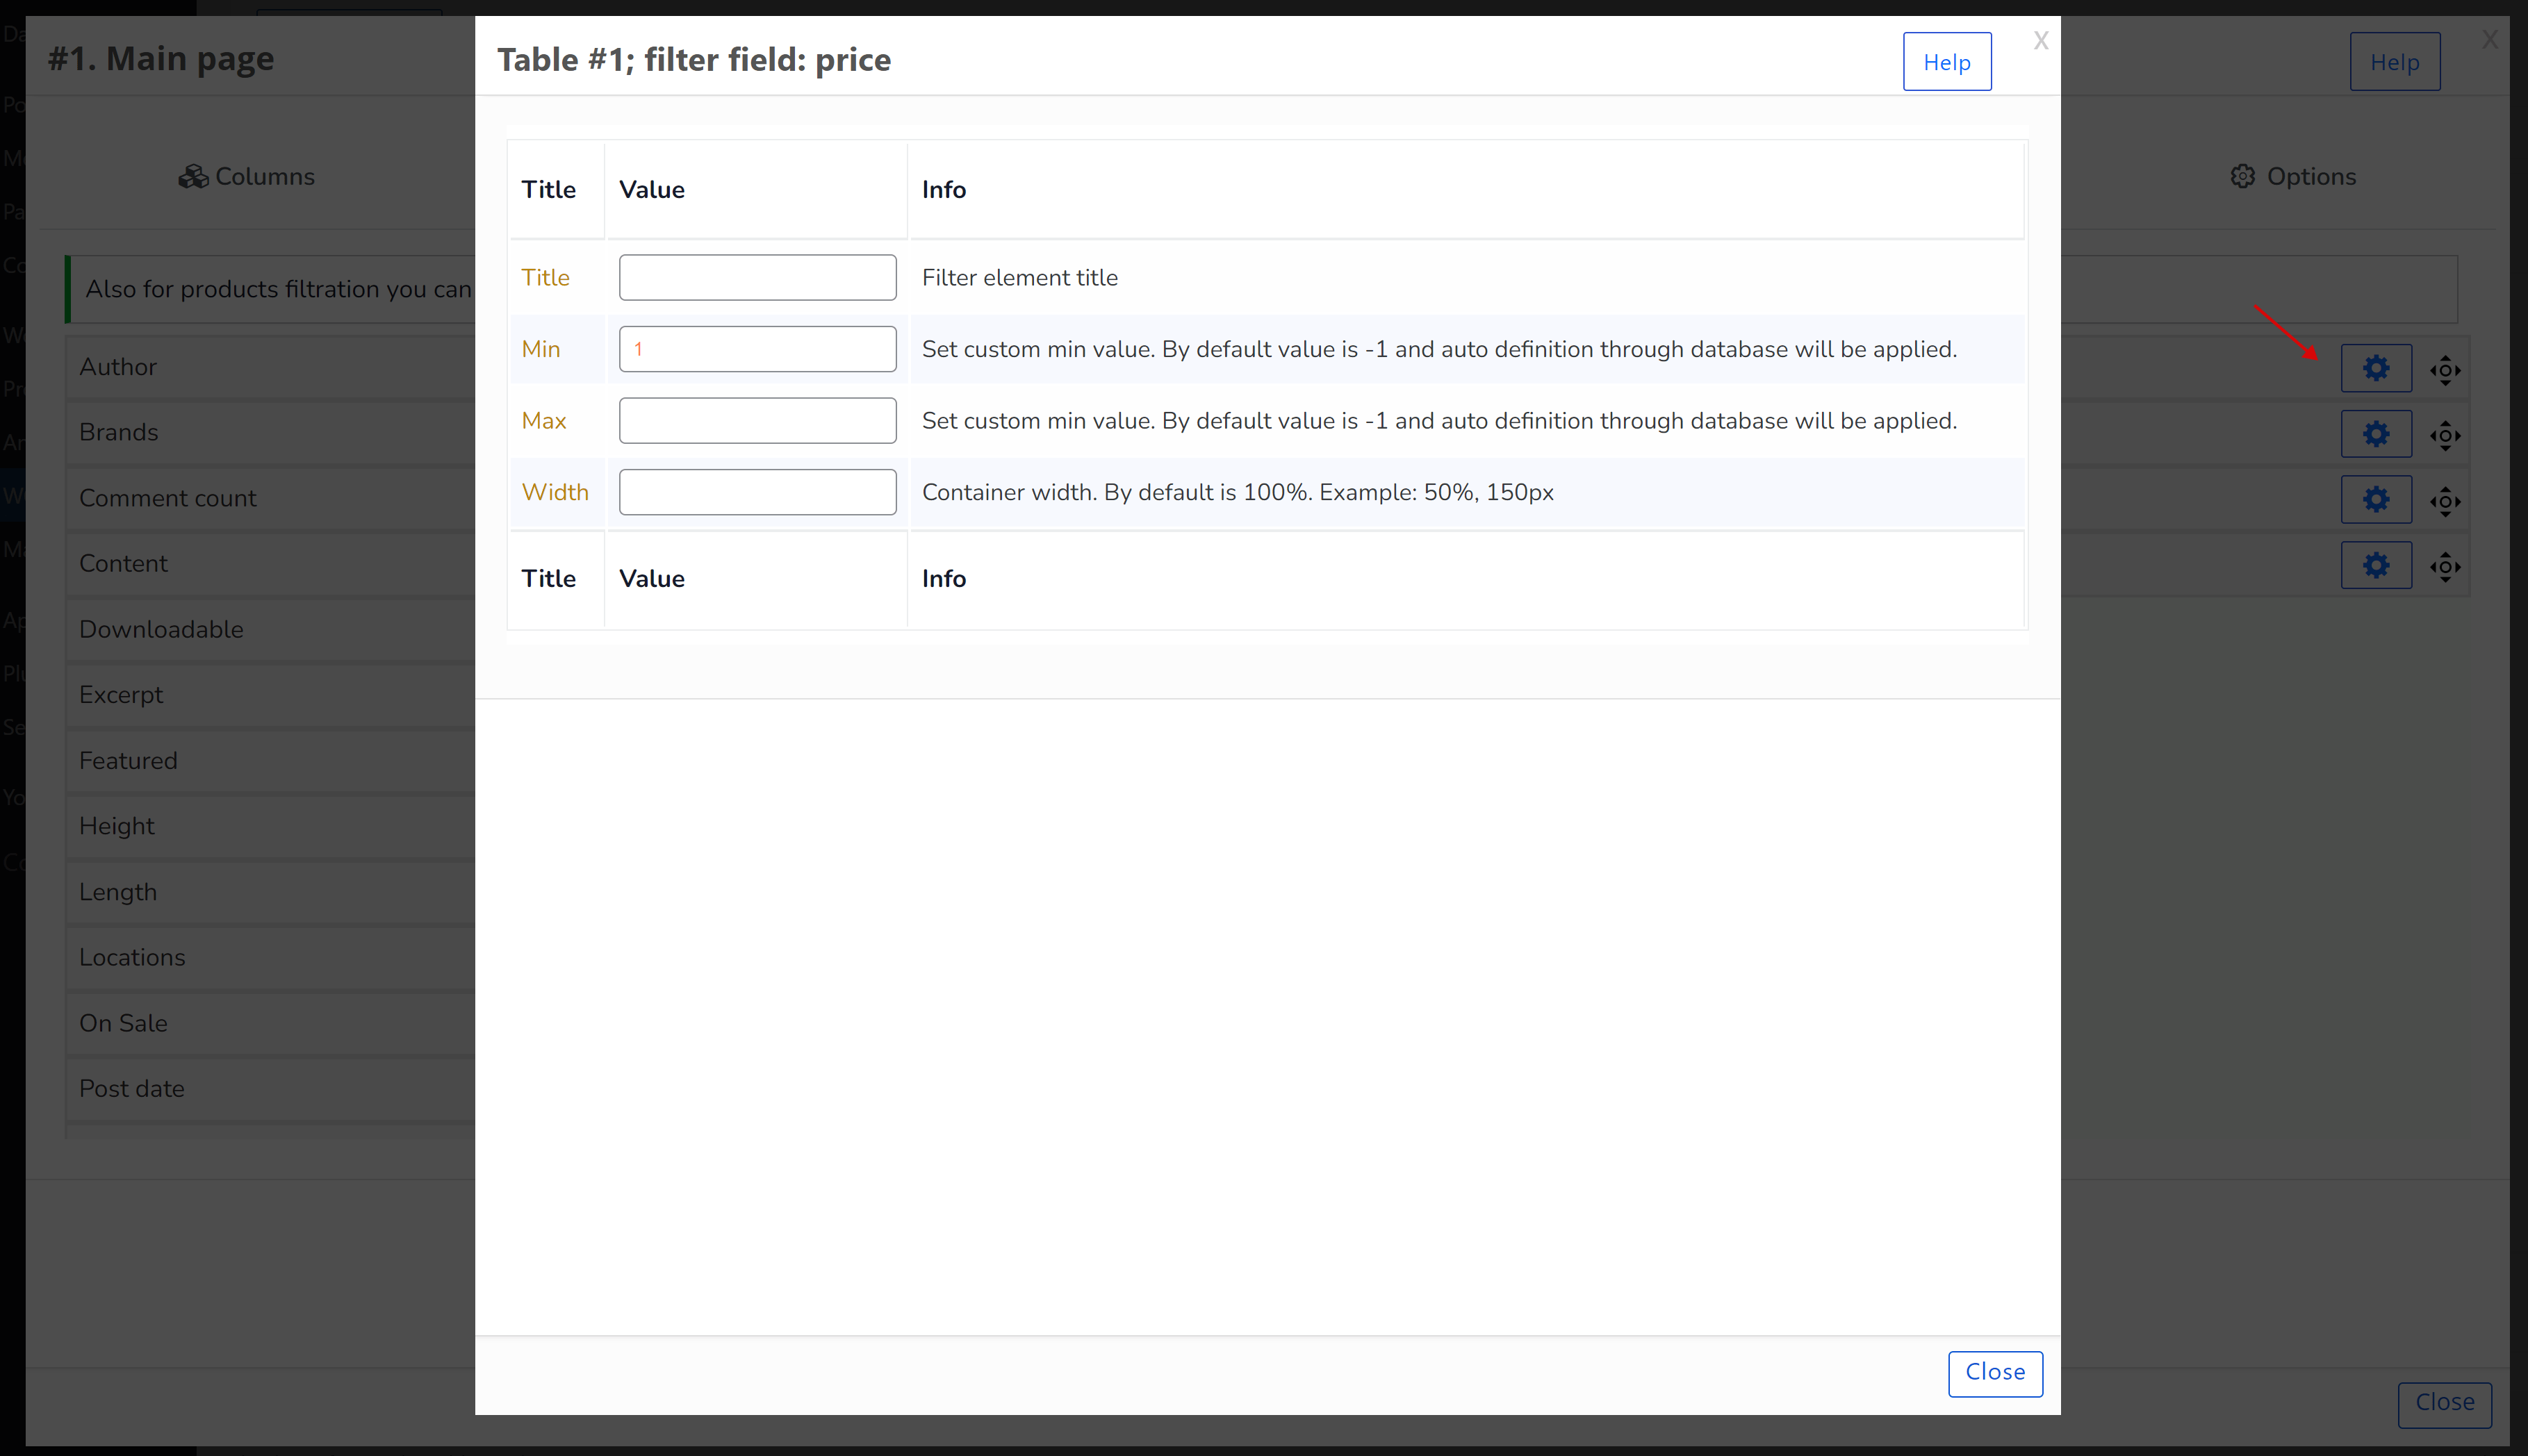 #1. Main page
Table #1; filter field: price
Help
X
Help
X
Columns
Options
Also for products filtration you can
Author
Brands
Comment count
Content
Downloadable
Excerpt
Featured
Height
Length
Locations
On Sale
Post date
Title Value Info
Title Filter element title
Min 1 Set custom min value. By default value is -1 and auto definition through database will be applied.
Max Set custom min value. By default value is -1 and auto definition through database will be applied.
Width Container width. By default is 100%. Example: 50%, 150px
Title Value Info
Close
Close